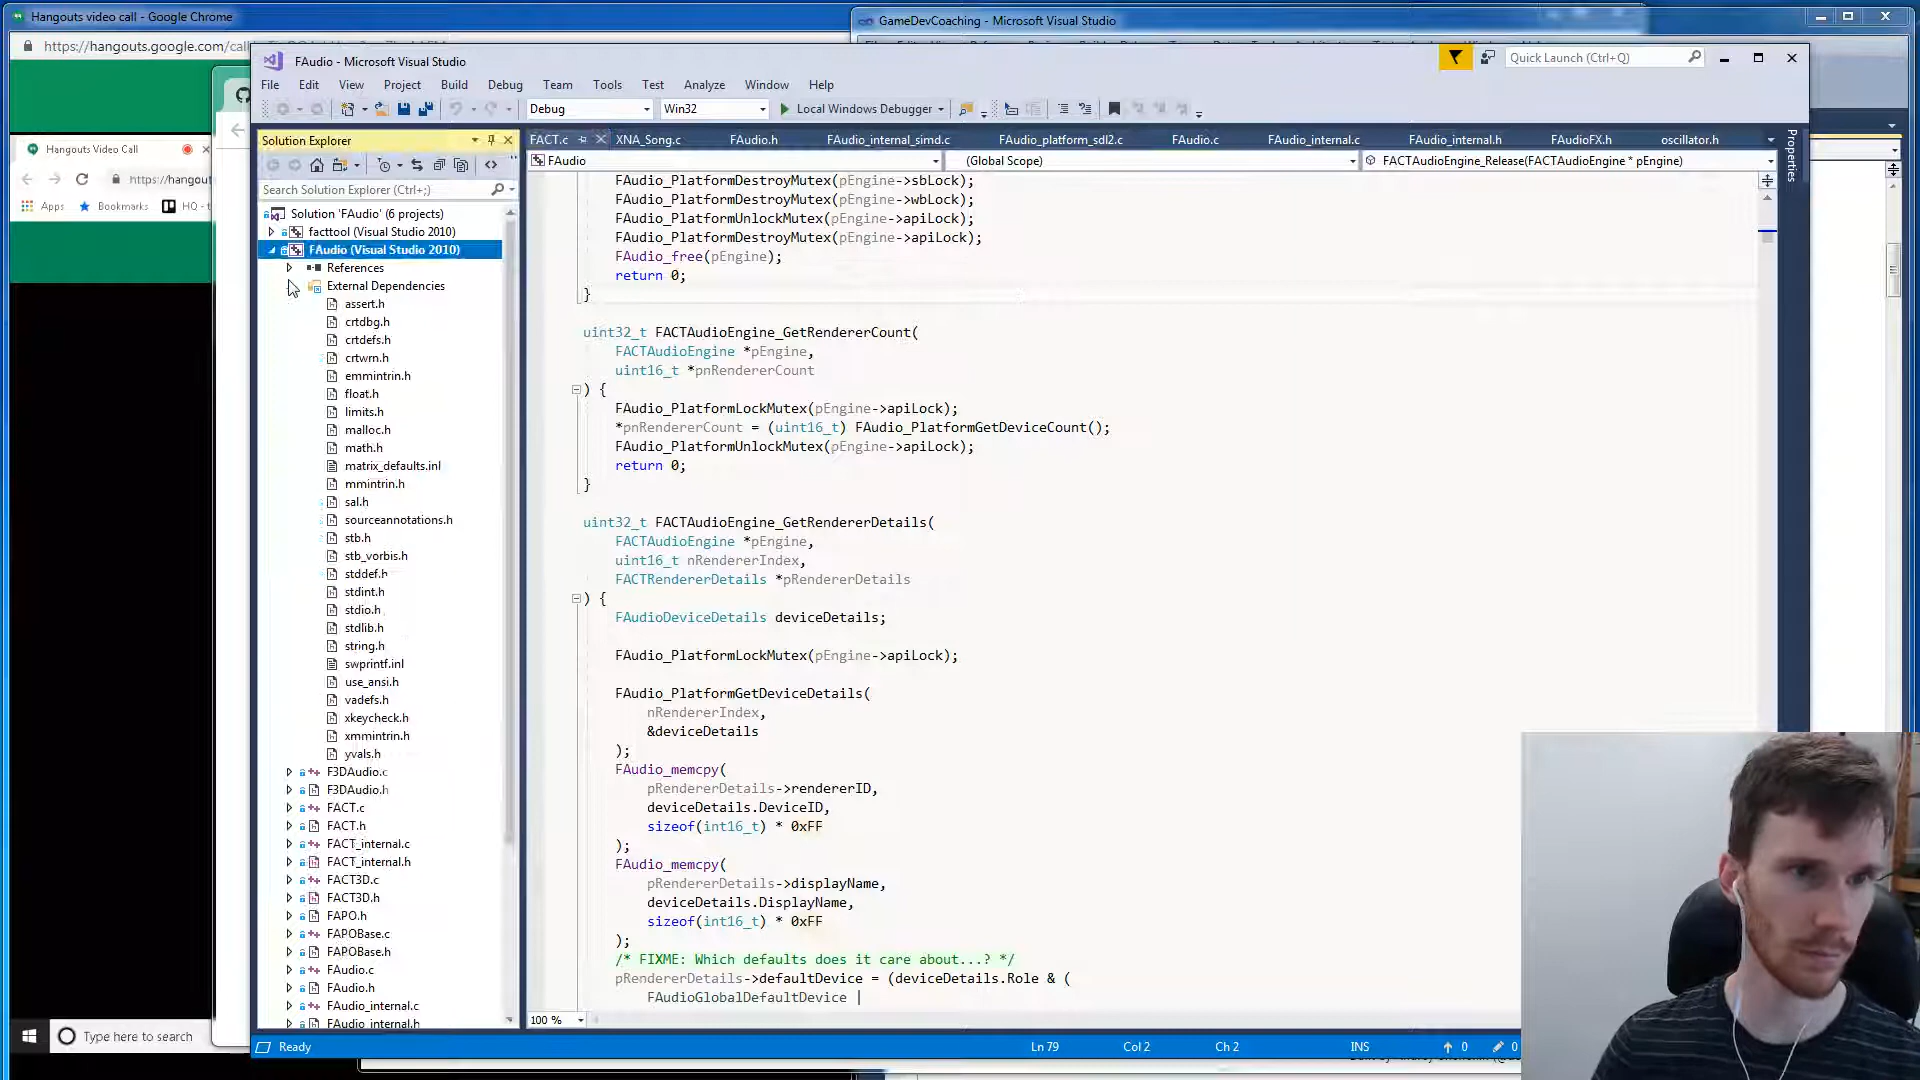 Hangouts video call - Google Chrome
GameDevCoaching - Microsoft Visual Studio
https://hangouts.google.com/call
FAudio - Microsoft Visual Studio
Quick Launch (Ctrl+Q)
File Edit View Project Build Debug Team Tools Test Analyze Window Help
Debug Win32 Local Windows Debugger
Hangouts Video Call
https://hangout
Apps Bookmarks HQ - t
Solution Explorer
FACT.c XNA_Song.c FAudio.h FAudio_internal_simd.c FAudio_platform_sdl2.c FAudio.c FAudio_internal.c FAudio_internal.h FAudioFX.h oscillator.h
Properties
FAudio (Global Scope) FACTAudioEngine_Release(FACTAudioEngine * pEngine)
Search Solution Explorer (Ctrl+;)
Solution 'FAudio' (6 projects)
facttool (Visual Studio 2010)
FAudio (Visual Studio 2010)
References
External Dependencies
assert.h
crtdbg.h
crtdefs.h
crtwrn.h
emmintrin.h
float.h
limits.h
malloc.h
math.h
matrix_defaults.inl
mmintrin.h
sal.h
sourceannotations.h
stb.h
stb_vorbis.h
stddef.h
stdint.h
stdio.h
stdlib.h
string.h
swprintf.inl
use_ansi.h
vadefs.h
xkeycheck.h
xmmintrin.h
yvals.h
F3DAudio.c
F3DAudio.h
FACT.c
FACT.h
FACT_internal.c
FACT_internal.h
FACT3D.c
FACT3D.h
FAPO.h
FAPOBase.c
FAPOBase.h
FAudio.c
FAudio.h
FAudio_internal.c
FAudio_internal.h
FAudio_PlatformDestroyMutex(pEngine->sbLock);
FAudio_PlatformDestroyMutex(pEngine->wbLock);
FAudio_PlatformUnlockMutex(pEngine->apiLock);
FAudio_PlatformDestroyMutex(pEngine->apiLock);
FAudio_free(pEngine);
return 0;
}
uint32_t FACTAudioEngine_GetRendererCount(
FACTAudioEngine *pEngine,
uint16_t *pnRendererCount
) {
FAudio_PlatformLockMutex(pEngine->apiLock);
*pnRendererCount = (uint16_t) FAudio_PlatformGetDeviceCount();
FAudio_PlatformUnlockMutex(pEngine->apiLock);
return 0;
}
uint32_t FACTAudioEngine_GetRendererDetails(
FACTAudioEngine *pEngine,
uint16_t nRendererIndex,
FACTRendererDetails *pRendererDetails
) {
FAudioDeviceDetails deviceDetails;
FAudio_PlatformLockMutex(pEngine->apiLock);
FAudio_PlatformGetDeviceDetails(
nRendererIndex,
&deviceDetails
);
FAudio_memcpy(
pRendererDetails->rendererID,
deviceDetails.DeviceID,
sizeof(int16_t) * 0xFF
);
FAudio_memcpy(
pRendererDetails->displayName,
deviceDetails.DisplayName,
sizeof(int16_t) * 0xFF
);
/* FIXME: Which defaults does it care about...? */
pRendererDetails->defaultDevice = (deviceDetails.Role & (
FAudioGlobalDefaultDevice |
100 %
Type here to search
Ready Ln 79 Col 2 Ch 2 INS 0 0